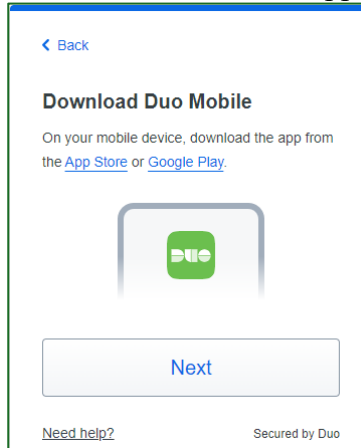 Back
Download Duo Mobile
On your mobile device, download the app from
the App Store or Google Play.
DUO
Next
Need help?
Secured by Duo